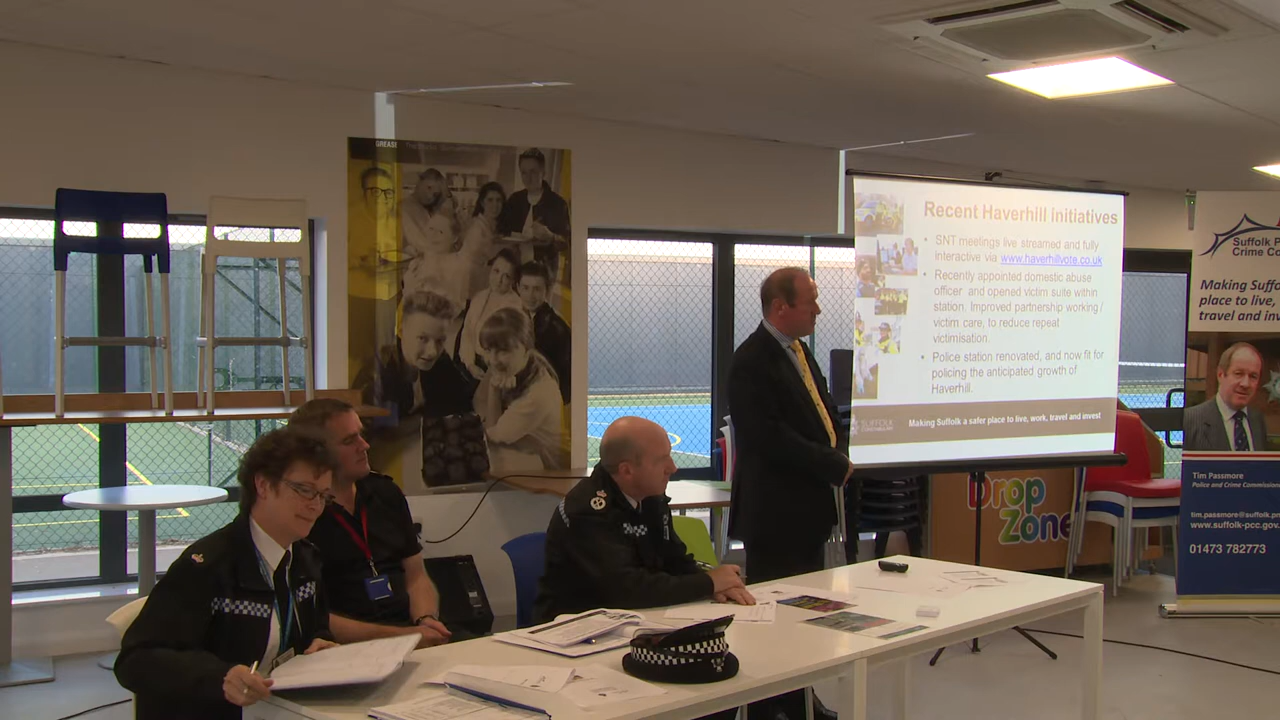 GREASE
Recent Haverhill initiatives
• SNT meetings live streamed and fully
interactive via www.haverhillvote.co.uk
• Recently appointed domestic abuse
officer and opened victim suite within
station. Improved partnership working /
victim care, to reduce repeat
victimisation.
• Police station renovated, and now fit for
policing the anticipated growth of
Haverhill.
Making Suffolk a safer place to live, work, travel and invest
Drop
Zone
Suffolk P
Crime Co
Making Suffo
place to live,
travel and inv
Tim Passmore
Police and Crime Commission
tim.passmore@suffolk.pn
www.suffolk-pcc.gov.
01473 782773